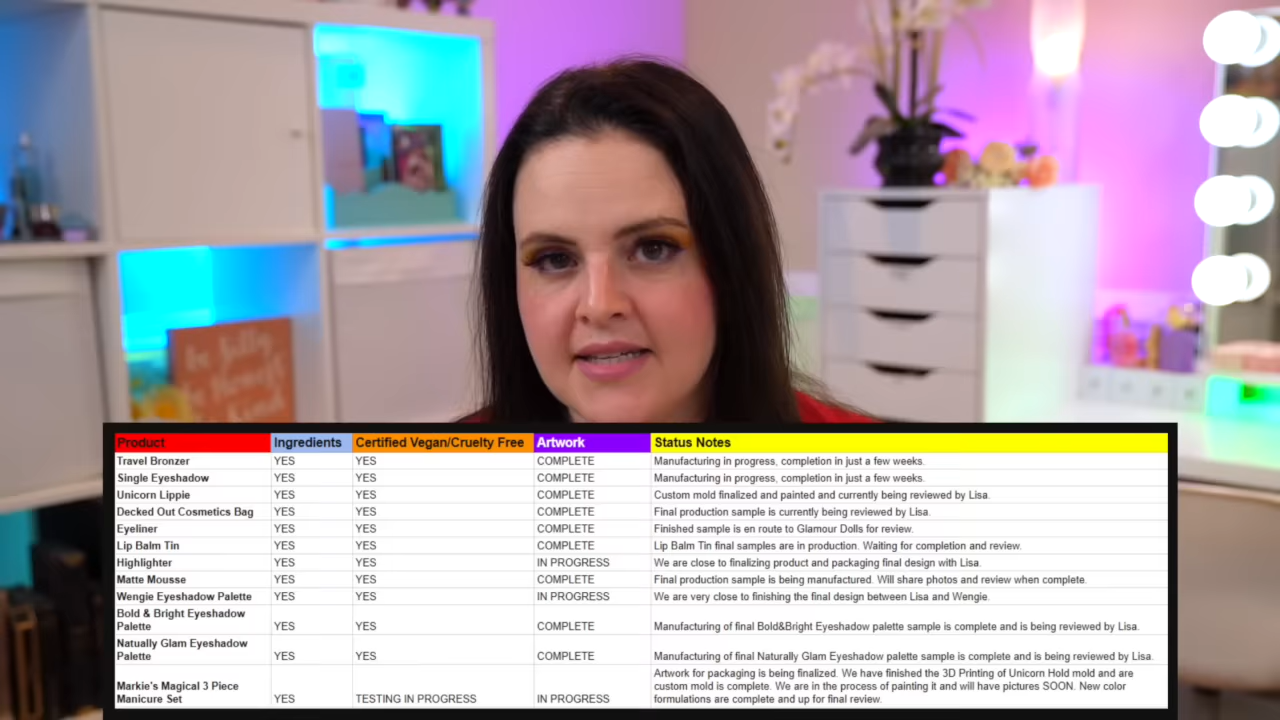 be silly
be honest
be kind
Product Ingredients Certified Vegan/Cruelty Free Artwork Status Notes
Travel Bronzer YES YES COMPLETE Manufacturing in progress, completion in just a few weeks.
Single Eyeshadow YES YES COMPLETE Manufacturing in progress, completion in just a few weeks.
Unicorn Lippie YES YES COMPLETE Custom mold finalized and painted and currently being reviewed by Lisa.
Decked Out Cosmetics Bag YES YES COMPLETE Final production sample is currently being reviewed by Lisa.
Eyeliner YES YES COMPLETE Finished sample is en route to Glamour Dolls for review.
Lip Balm Tin YES YES COMPLETE Lip Balm Tin final samples are in production. Waiting for completion and review.
Highlighter YES YES IN PROGRESS We are close to finalizing product and packaging final design with Lisa.
Matte Mousse YES YES COMPLETE Final production sample is being manufactured. Will share photos and review when complete.
Wengie Eyeshadow Palette YES YES IN PROGRESS We are very close to finishing the final design between Lisa and Wengie.
Bold & Bright Eyeshadow
Palette YES YES COMPLETE Manufacturing of final Bold&Bright Eyeshadow palette sample is complete and is being reviewed by Lisa.
Natually Glam Eyeshadow
Palette YES YES COMPLETE Manufacturing of final Naturally Glam Eyeshadow palette sample is complete and is being reviewed by Lisa.
Artwork for packaging is being finalized. We have finished the 3D Printing of Unicorn Hold mold and are
Markie's Magical 3 Piece custom mold is complete. We are in the process of painting it and will have pictures SOON. New color
Manicure Set YES TESTING IN PROGRESS IN PROGRESS formulations are complete and up for final review.